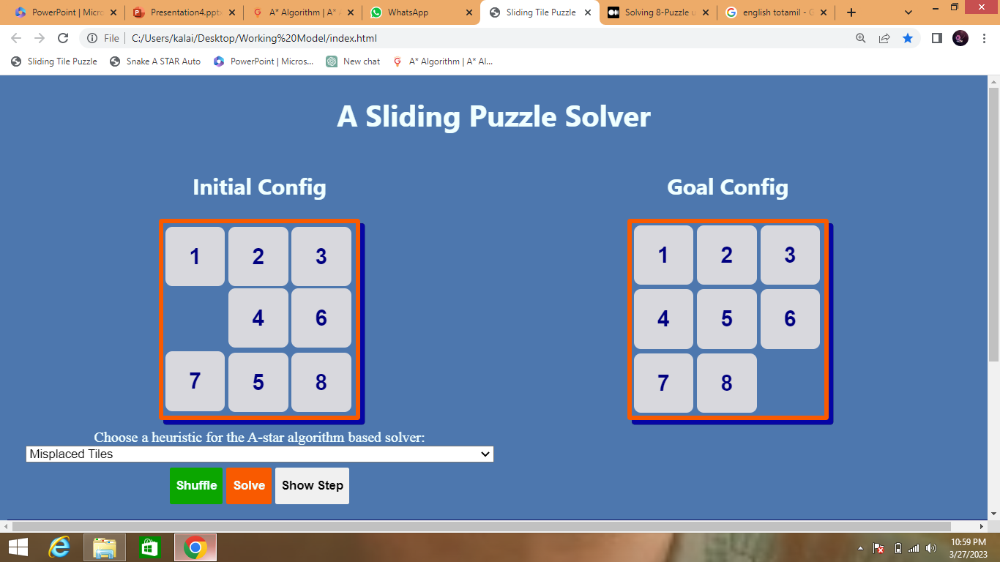 PowerPoint | Micro
Presentation4.pptx
A* Algorithm | A* A
WhatsApp
Sliding Tile Puzzle
Solving 8-Puzzle u
english totamil - G
File
C:/Users/kalai/Desktop/Working%20Model/index.html
Sliding Tile Puzzle
Snake A STAR Auto
PowerPoint | Micros...
New chat
A* Algorithm | A* Al...
A Sliding Puzzle Solver
Initial Config
Goal Config
1 2 3
4 6
7 5 8
1 2 3
4 5 6
7 8
Choose a heuristic for the A-star algorithm based solver:
Misplaced Tiles
Shuffle Solve Show Step
10:59 PM
3/27/2023